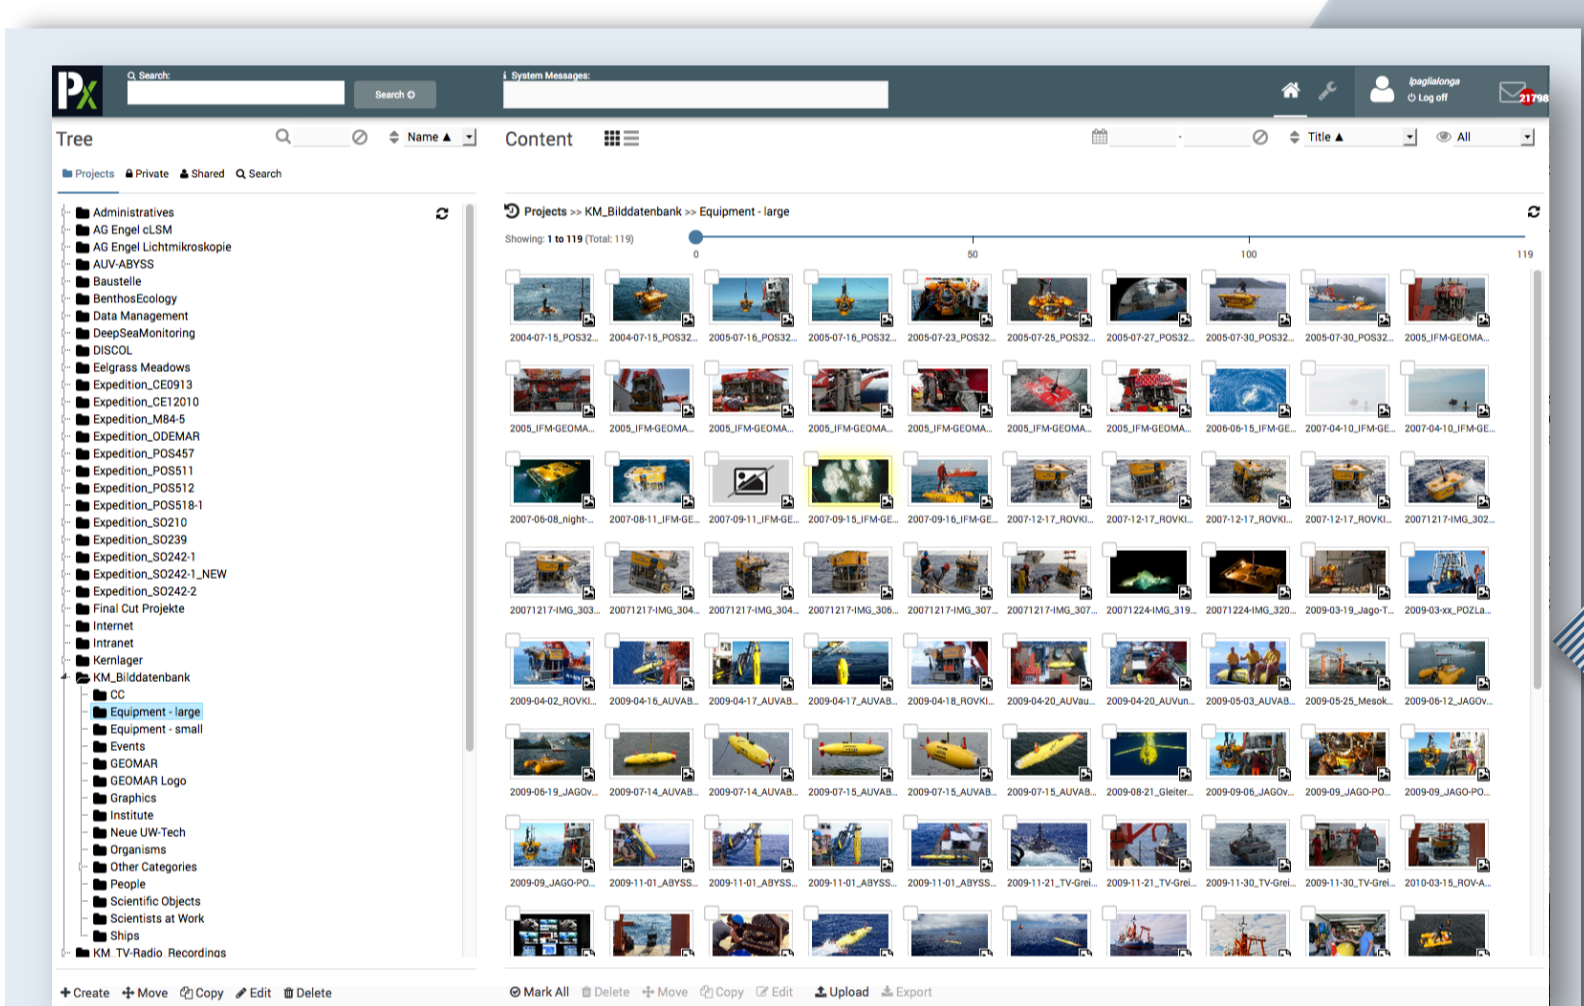 Px
Search:
Search
System Messages:
lpaglialonga
Log off
21798
Tree
Name ▲
Content
Title ▲
All
Projects Private Shared Search
Administratives
AG Engel cLSM
AG Engel Lichtmikroskopie
AUV-ABYSS
Baustelle
BenthosEcology
Data Management
DeepSeaMonitoring
DISCOL
Eelgrass Meadows
Expedition_CE0913
Expedition_CE12010
Expedition_M84-5
Expedition_ODEMAR
Expedition_POS457
Expedition_POS511
Expedition_POS512
Expedition_POS518-1
Expedition_SO210
Expedition_SO239
Expedition_SO242-1
Expedition_SO242-1_NEW
Expedition_SO242-2
Final Cut Projekte
Internet
Intranet
Kernlager
KM_Bilddatenbank
CC
Equipment - large
Equipment - small
Events
GEOMAR
GEOMAR Logo
Graphics
Institute
Neue UW-Tech
Organisms
Other Categories
People
Scientific Objects
Scientists at Work
Ships
KM_TV-Radio_Recordings
Create Move Copy Edit Delete
Projects >> KM_Bilddatenbank >> Equipment - large
Showing: 1 to 119 (Total: 119)
0 50 100 119
2004-07-15_POS32... 2004-07-15_POS32... 2005-07-16_POS32... 2005-07-16_POS32... 2005-07-23_POS32... 2005-07-25_POS32... 2005-07-27_POS32... 2005-07-30_POS32... 2005-07-30_POS32... 2005_IFM-GEOMA...
2005_IFM-GEOMA... 2005_IFM-GEOMA... 2005_IFM-GEOMA... 2005_IFM-GEOMA... 2005_IFM-GEOMA... 2005_IFM-GEOMA... 2005_IFM-GEOMA... 2006-06-15_IFM-GE... 2007-04-10_IFM-GE... 2007-04-10_IFM-GE...
2007-06-08_night-... 2007-08-11_IFM-GE... 2007-09-11_IFM-GE... 2007-09-15_IFM-GE... 2007-09-16_IFM-GE... 2007-12-17_ROVKI... 2007-12-17_ROVKI... 2007-12-17_ROVKI... 2007-12-17_ROVKI... 20071217-IMG_302...
20071217-IMG_303... 20071217-IMG_304... 20071217-IMG_304... 20071217-IMG_306... 20071217-IMG_307... 20071217-IMG_307... 20071224-IMG_319... 20071224-IMG_320... 2009-03-19_Jago-T... 2009-03-xx_POZLa...
2009-04-02_ROVKI... 2009-04-16_AUVAB... 2009-04-17_AUVAB... 2009-04-17_AUVAB... 2009-04-18_ROVKI... 2009-04-20_AUVau... 2009-04-20_AUVun... 2009-05-03_AUVAB... 2009-05-25_Mesok... 2009-06-12_JAGOv...
2009-06-19_JAGOv... 2009-07-14_AUVAB... 2009-07-14_AUVAB... 2009-07-15_AUVAB... 2009-07-15_AUVAB... 2009-07-15_AUVAB... 2009-08-21_Gleiter... 2009-09-06_JAGOv... 2009-09_JAGO-PO... 2009-09_JAGO-PO...
2009-09_JAGO-PO... 2009-11-01_ABYSS... 2009-11-01_ABYSS... 2009-11-01_ABYSS... 2009-11-01_ABYSS... 2009-11-21_TV-Grei... 2009-11-21_TV-Grei... 2009-11-30_TV-Grei... 2009-11-30_TV-Grei... 2010-03-15_ROV-A...
Mark All Delete Move Copy Edit Upload Export